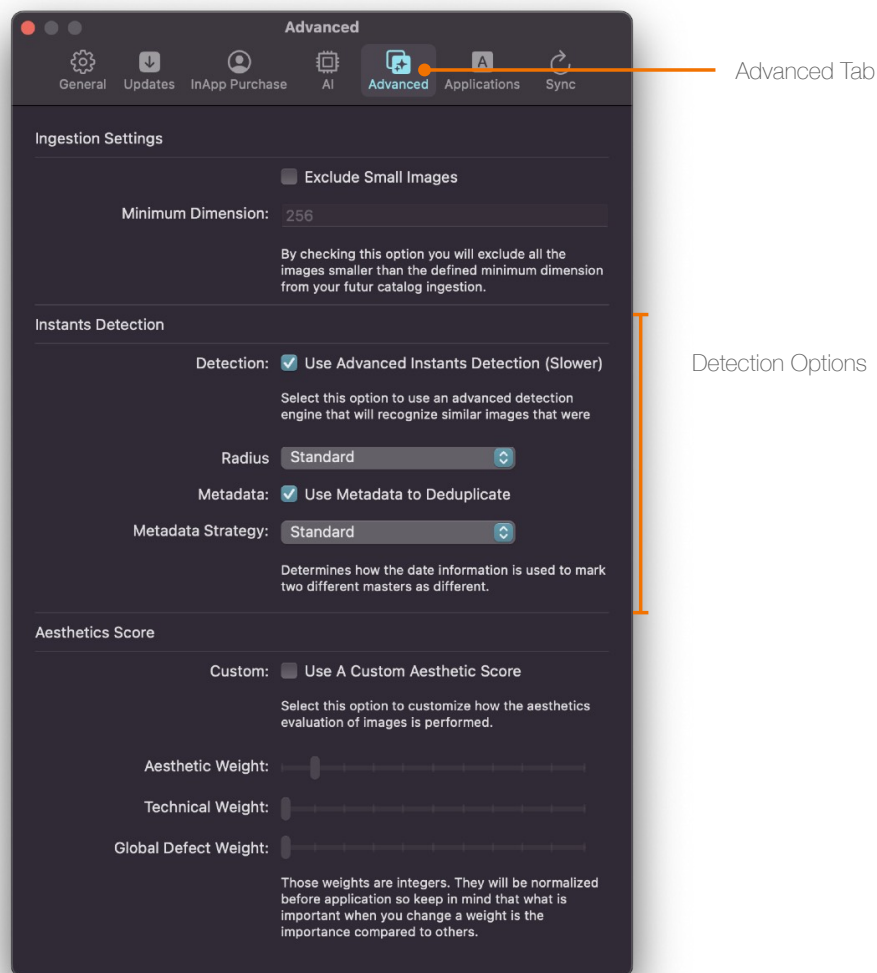 Advanced
General Updates InApp Purchase AI Advanced Applications Sync
Advanced Tab
Ingestion Settings
Exclude Small Images
Minimum Dimension: 256
By checking this option you will exclude all the
images smaller than the defined minimum dimension
from your futur catalog ingestion.
Instants Detection
Detection: Use Advanced Instants Detection (Slower)
Detection Options
Select this option to use an advanced detection
engine that will recognize similar images that were
Radius Standard
Metadata: Use Metadata to Deduplicate
Metadata Strategy: Standard
Determines how the date information is used to mark
two different masters as different.
Aesthetics Score
Custom: Use A Custom Aesthetic Score
Select this option to customize how the aesthetics
evaluation of images is performed.
Aesthetic Weight:
Technical Weight:
Global Defect Weight:
Those weights are integers. They will be normalized
before application so keep in mind that what is
important when you change a weight is the
importance compared to others.